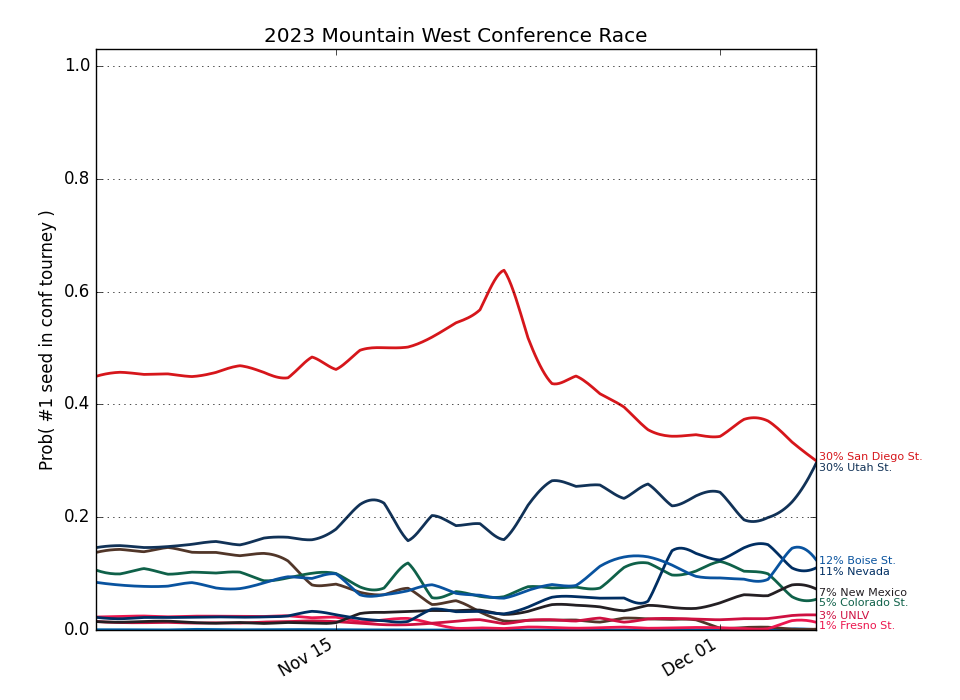 2023 Mountain West Conference Race
Prob( #1 seed in conf tourney )
1.0
0.8
0.6
0.4
0.2
0.0
Nov 15
Dec 01
30% San Diego St.
30% Utah St.
12% Boise St.
11% Nevada
7% New Mexico
5% Colorado St.
3% UNLV
1% Fresno St.